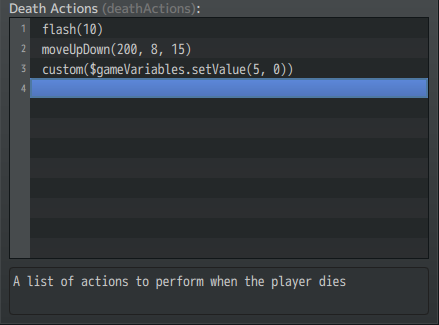 Death Actions (deathActions):
1 flash(10)
2 moveUpDown(200, 8, 15)
3 custom($gameVariables.setValue(5, 0))
4
A list of actions to perform when the player dies